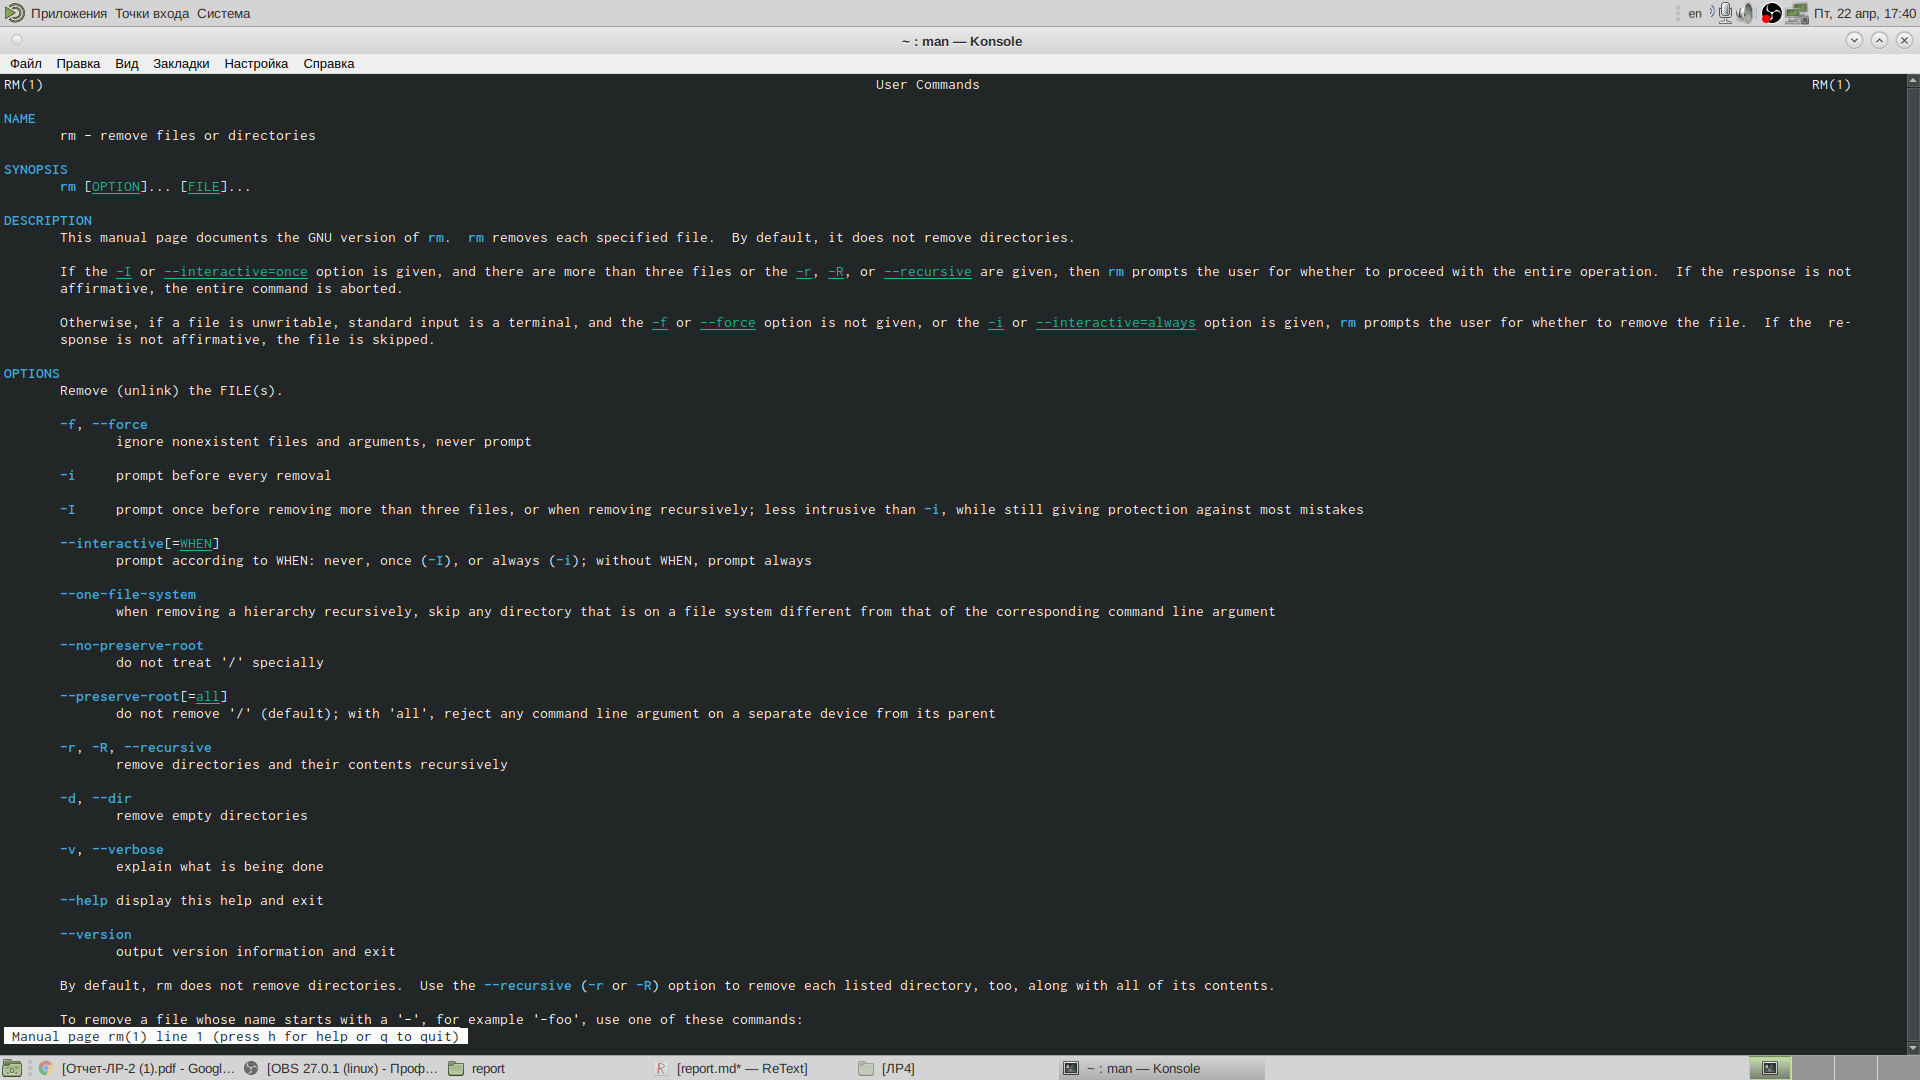 Приложения Точки входа Система
en Пт, 22 апр, 17:40
~ : man — Konsole
Файл Правка Вид Закладки Настройка Справка
RM(1) User Commands RM(1)
NAME
rm - remove files or directories
SYNOPSIS
rm [OPTION]... [FILE]...
DESCRIPTION
This manual page documents the GNU version of rm.  rm removes each specified file.  By default, it does not remove directories.
If the -I or --interactive=once option is given, and there are more than three files or the -r, -R, or --recursive are given, then rm prompts the user for whether to proceed with the entire operation.  If the response is not
affirmative, the entire command is aborted.
Otherwise, if a file is unwritable, standard input is a terminal, and the -f or --force option is not given, or the -i or --interactive=always option is given, rm prompts the user for whether to remove the file.  If the  re-
sponse is not affirmative, the file is skipped.
OPTIONS
Remove (unlink) the FILE(s).
-f, --force
ignore nonexistent files and arguments, never prompt
-i prompt before every removal
-I prompt once before removing more than three files, or when removing recursively; less intrusive than -i, while still giving protection against most mistakes
--interactive[=WHEN]
prompt according to WHEN: never, once (-I), or always (-i); without WHEN, prompt always
--one-file-system
when removing a hierarchy recursively, skip any directory that is on a file system different from that of the corresponding command line argument
--no-preserve-root
do not treat '/' specially
--preserve-root[=all]
do not remove '/' (default); with 'all', reject any command line argument on a separate device from its parent
-r, -R, --recursive
remove directories and their contents recursively
-d, --dir
remove empty directories
-v, --verbose
explain what is being done
--help display this help and exit
--version
output version information and exit
By default, rm does not remove directories.  Use the --recursive (-r or -R) option to remove each listed directory, too, along with all of its contents.
To remove a file whose name starts with a '-', for example '-foo', use one of these commands:
Manual page rm(1) line 1 (press h for help or q to quit)
[Отчет-ЛР-2 (1).pdf - Googl... [OBS 27.0.1 (linux) - Проф... report [report.md* — ReText] [ЛР4] ~ : man — Konsole